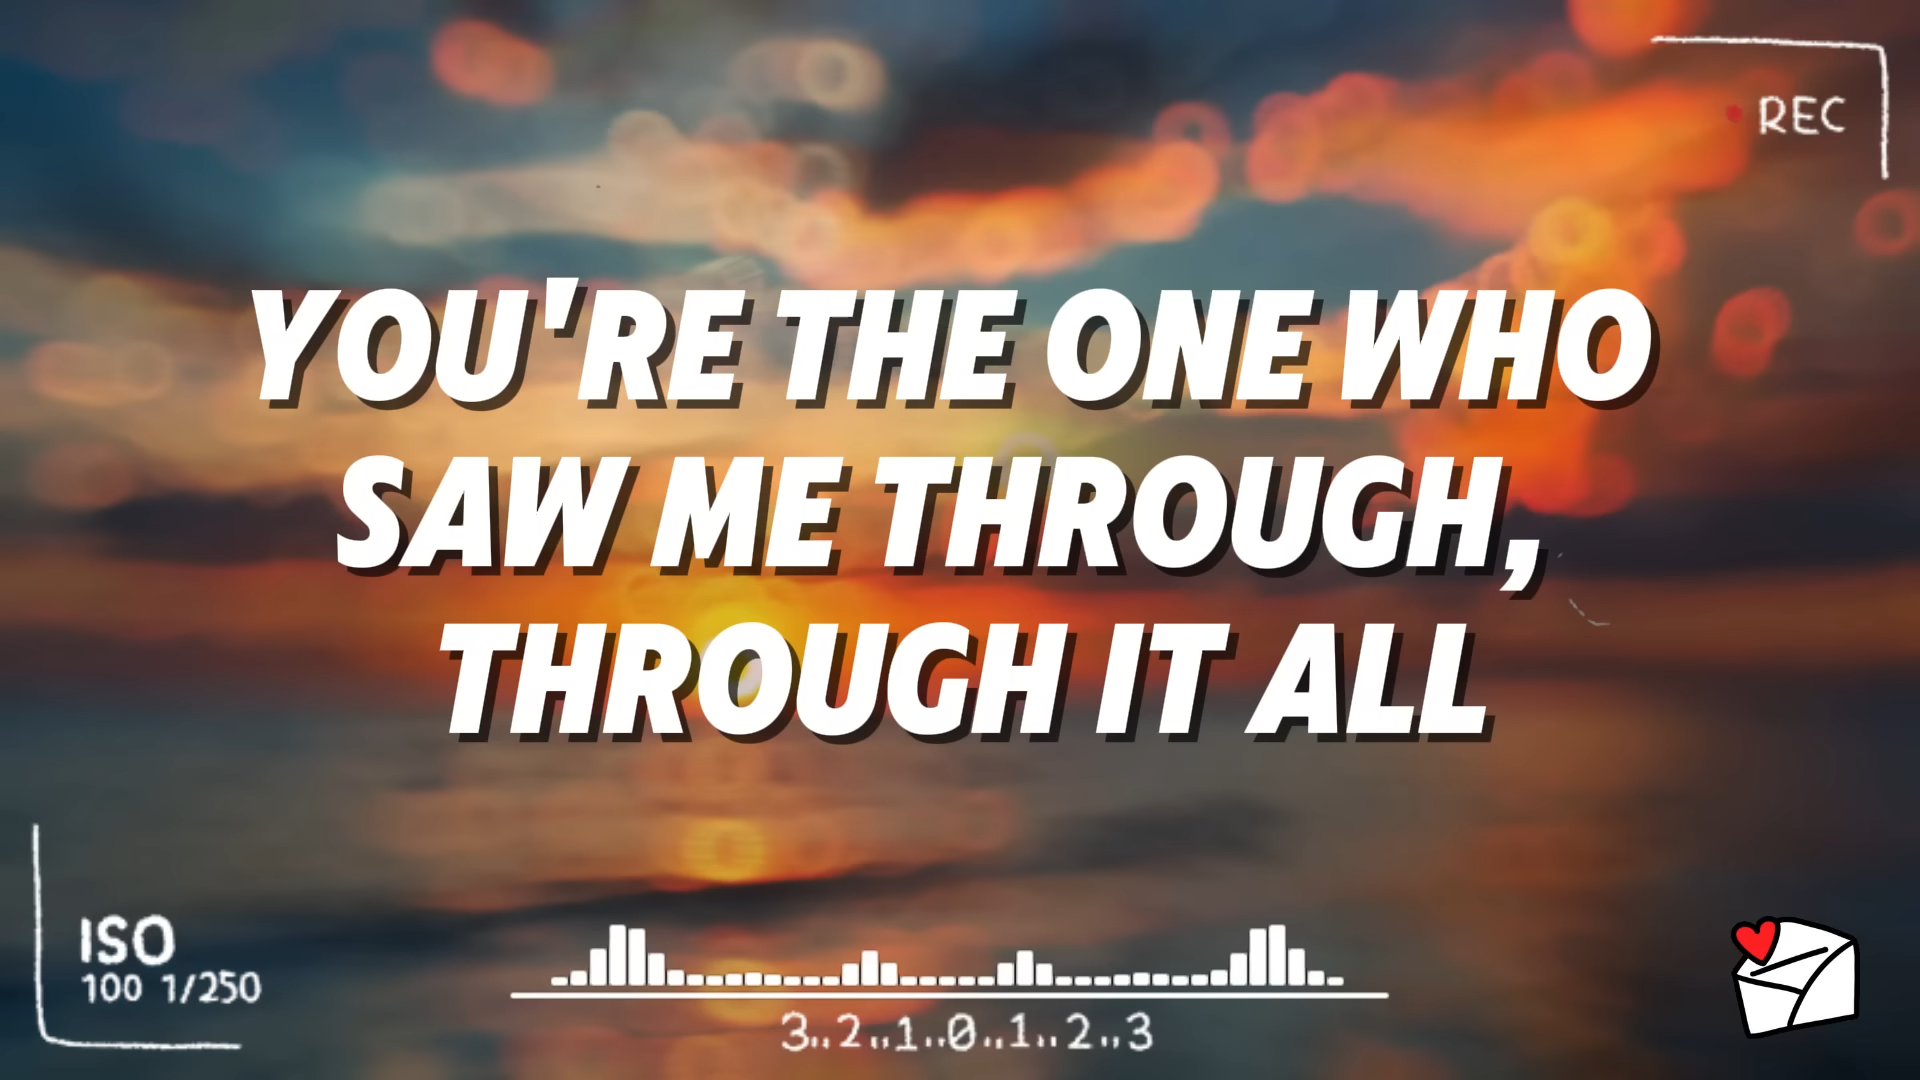 REC
YOU'RE THE ONE WHO
SAW ME THROUGH,
THROUGH IT ALL
ISO
100 1/250
3..2..1..0..1..2..3